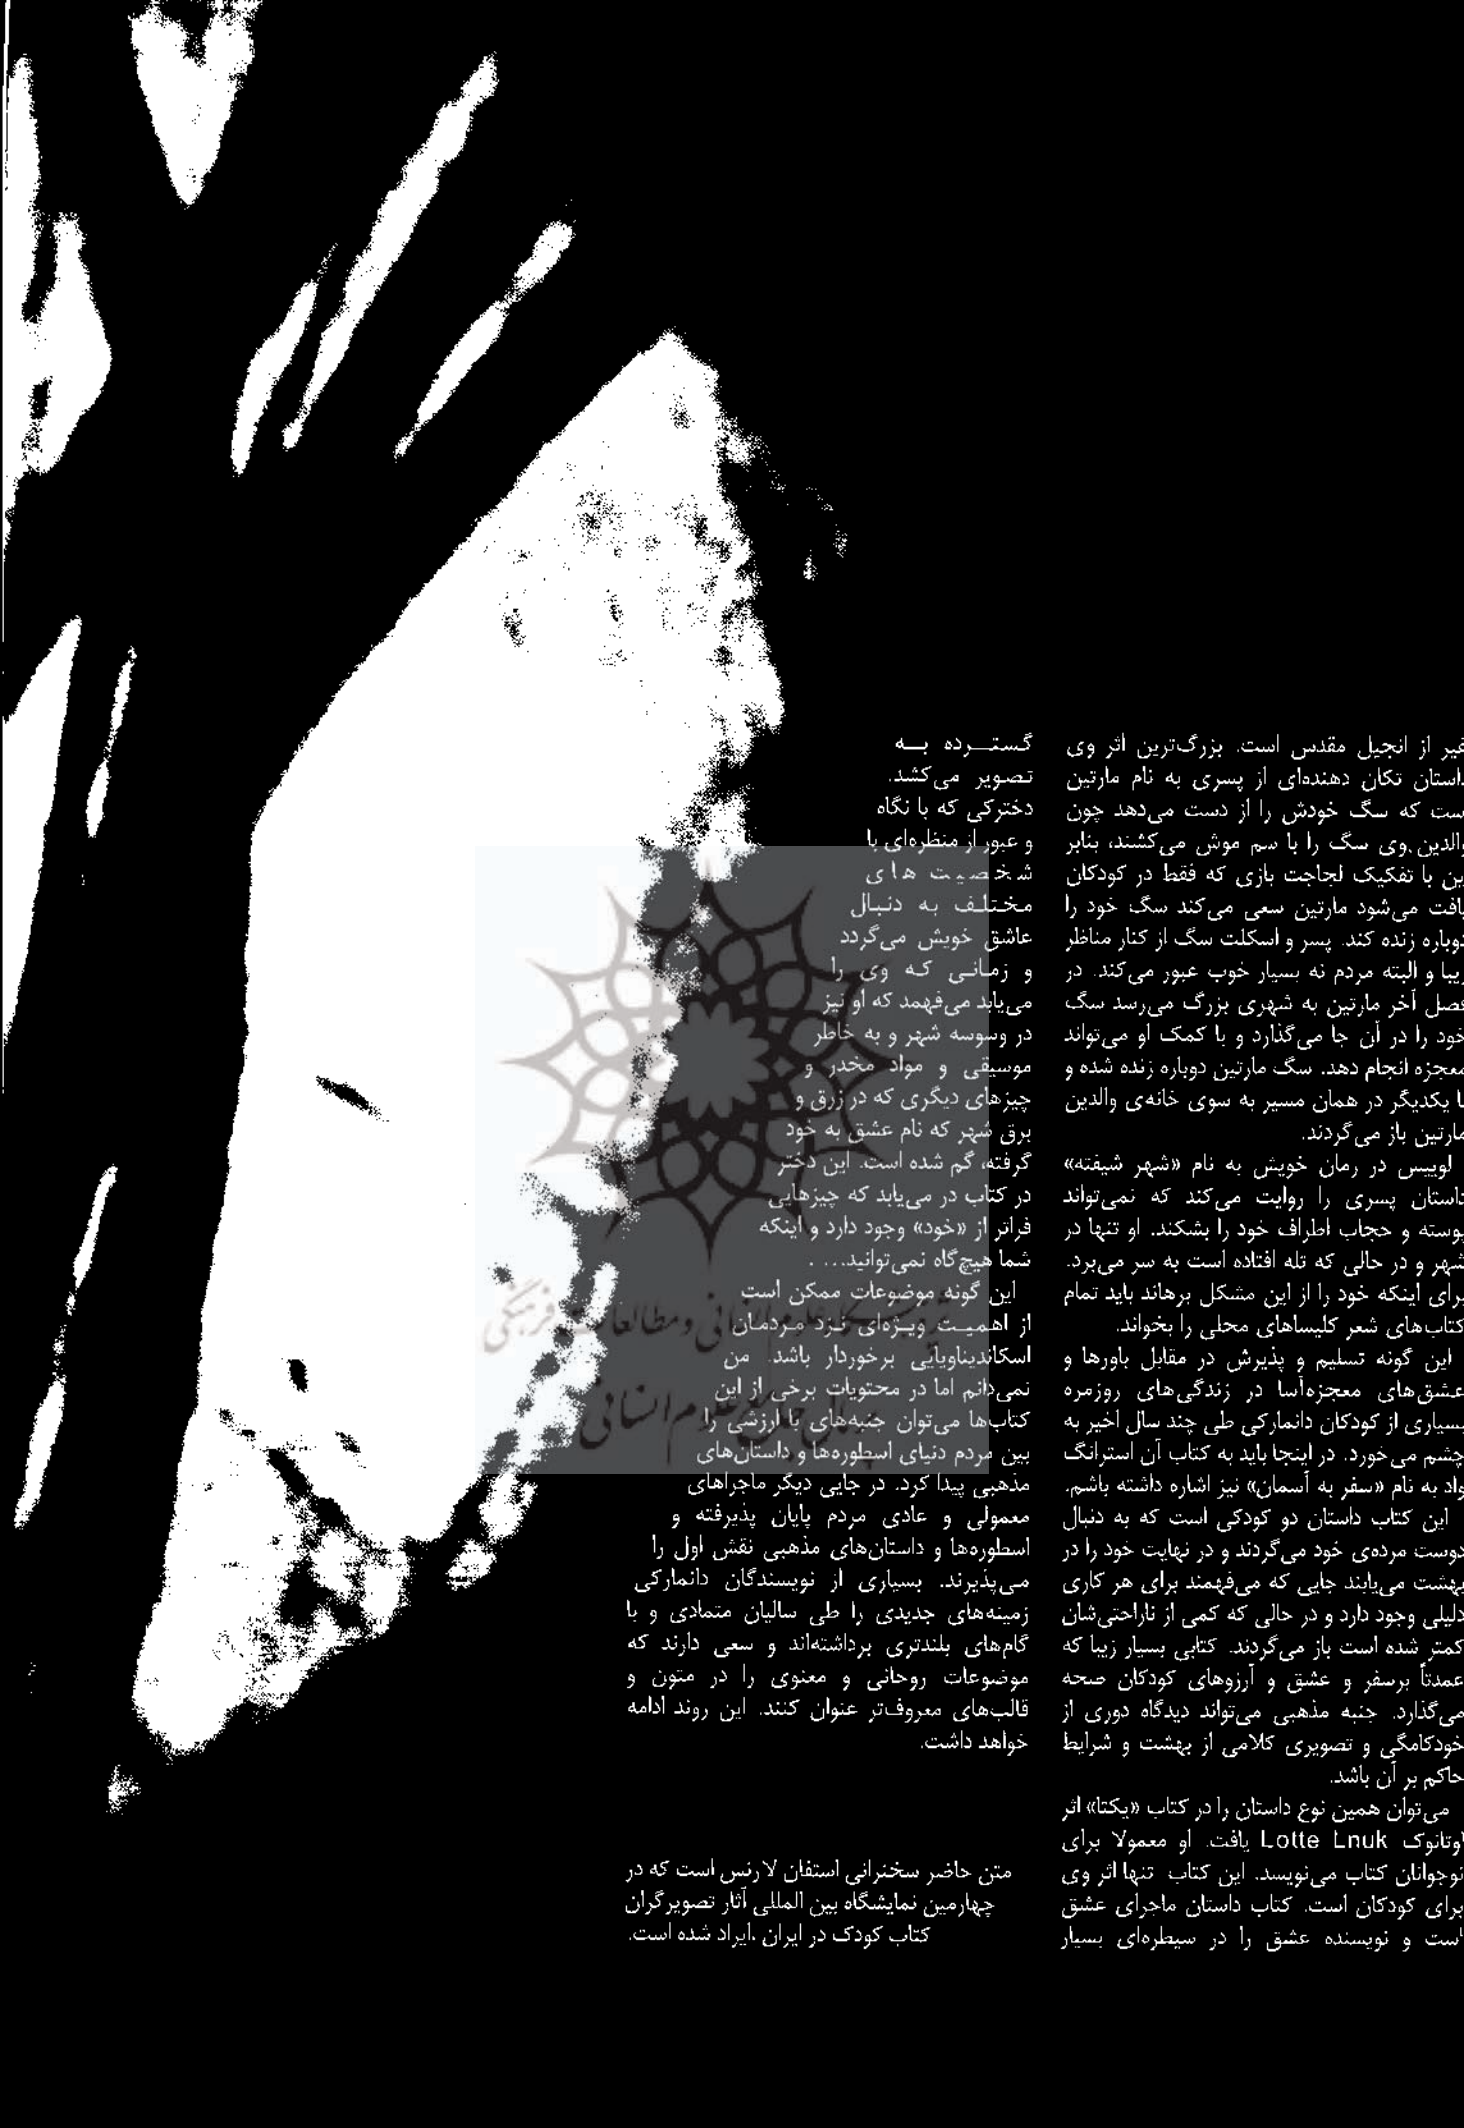 غیر از انجیل مقدس است. بزرگ‌ترین اثر وی
داستان تکان دهنده‌ای از پسری به نام مارتین
ست که سگ خودش را از دست می‌دهد چون
والدین وی سگ را با سم موش می‌کشند، بنابر
ین با تفکیک لجاجت بازی که فقط در کودکان
یافت می‌شود مارتین سعی می‌کند سگ خود را
دوباره زنده کند. پسر و اسکلت سگ از کنار مناظر
زیبا و البته مردم نه بسیار خوب عبور می‌کند. در
فصل آخر مارتین به شهری بزرگ می‌رسد سگ
خود را در آن جا می‌گذارد و با کمک او می‌تواند
معجزه انجام دهد. سگ مارتین دوباره زنده شده و
با یکدیگر در همان مسیر به سوی خانه‌ی والدین
مارتین باز می‌گردند.
لوییس در رمان خویش به نام «شهر شیفته»
داستان پسری را روایت می‌کند که نمی‌تواند
پوسته و حجاب اطراف خود را بشکند. او تنها در
شهر و در حالی که تله افتاده است به سر می‌برد.
برای اینکه خود را از این مشکل برهاند باید تمام
کتاب‌های شعر کلیساهای محلی را بخواند.
این گونه تسلیم و پذیرش در مقابل باورها و
عشق‌های معجزه‌آسا در زندگی‌های روزمره
بسیاری از کودکان دانمارکی طی چند سال اخیر به
چشم می‌خورد. در اینجا باید به کتاب آن استرانگ
واد به نام «سفر به آسمان» نیز اشاره داشته باشم.
این کتاب داستان دو کودکی است که به دنبال
دوست مرده‌ی خود می‌گردند و در نهایت خود را در
بهشت می‌یابند جایی که می‌فهمند برای هر کاری
دلیلی وجود دارد و در حالی که کمی از ناراحتی‌شان
کمتر شده است باز می‌گردند. کتابی بسیار زیبا که
عمدتاً برسفر و عشق و آرزوهای کودکان صحه
می‌گذارد. جنبه مذهبی می‌تواند دیدگاه دوری از
خودکامگی و تصویری کلامی از بهشت و شرایط
حاکم بر آن باشد.
می‌توان همین نوع داستان را در کتاب «یکتا» اثر
Lotte Lnuk یافت. او معمولا برای
نوجوانان کتاب می‌نویسد. این کتاب تنها اثر وی
برای کودکان است. کتاب داستان ماجرای عشق
است و نویسنده عشق را در سیطره‌ای بسیار
گستـــرده بـــه
تصویر می‌کشد.
دخترکی که با نگاه
و عبور از منظره‌ای با
شخصیت های
مختلف به دنبال
عاشق خویش می‌گردد
و زمانی که وی را
می‌یابد می‌فهمد که او نیز
در وسوسه شهر و به خاطر
موسیقی و مواد مخدر و
چیزهای دیگری که در زرق و
برق شهر که نام عشق به خود
گرفته، گم شده است. این دختر
در کتاب در می‌یابد که چیزهایی
فراتر از «خود» وجود دارد و اینکه
شما هیچ‌گاه نمی‌توانید... .
این گونه موضوعات ممکن است
از اهمیـت ویـژه‌ای نـزد مردمـان
اسکاندیناویایی برخوردار باشد. من
نمی‌دانم اما در محتویات برخی از این
کتاب‌ها می‌توان جنبه‌های با ارزشی را
بین مردم دنیای اسطوره‌ها و داستان‌های
مذهبی پیدا کرد. در جایی دیگر ماجراهای
معمولی و عادی مردم پایان پذیرفته و
اسطوره‌ها و داستان‌های مذهبی نقش اول را
می‌پذیرند. بسیاری از نویسندگان دانمارکی
زمینه‌های جدیدی را طی سالیان متمادی و با
گام‌های بلندتری برداشته‌اند و سعی دارند که
موضوعات روحانی و معنوی را در متون و
قالب‌های معروف‌تر عنوان کنند. این روند ادامه
خواهد داشت.
متن حاضر سخنرانی استفان لارنس است که در
چهارمین نمایشگاه بین المللی آثار تصویرگران
کتاب کودک در ایران ایراد شده است.
پژوهشگاه علوم انسانی و مطالعات فرهنگی
پرتال جامع علوم انسانی